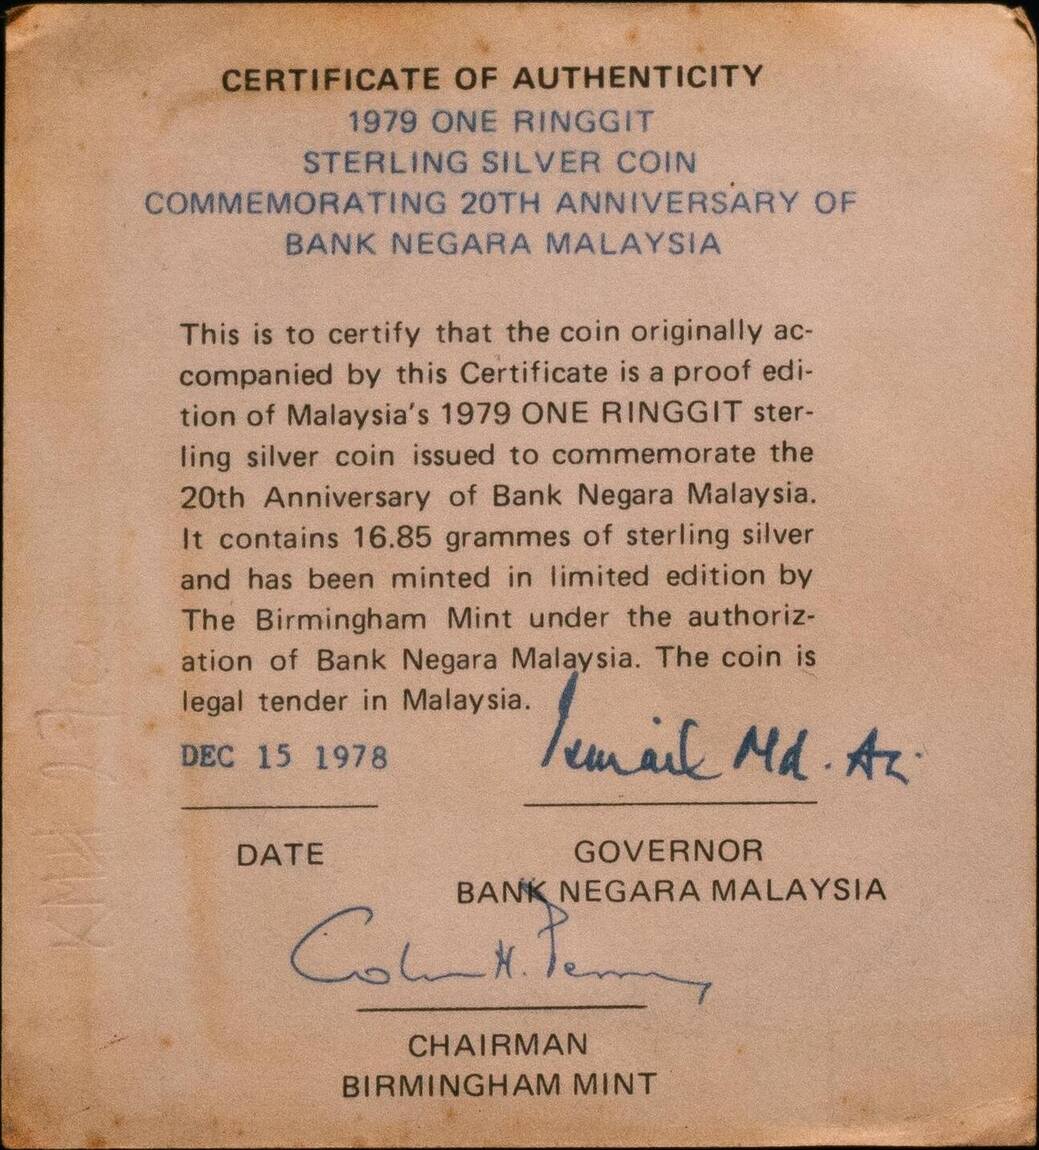 CERTIFICATE OF AUTHENTICITY
1979 ONE RINGGIT
STERLING SILVER COIN
COMMEMORATING 20TH ANNIVERSARY OF
BANK NEGARA MALAYSIA
This is to certify that the coin originally ac-
companied by this Certificate is a proof edi-
tion of Malaysia's 1979 ONE RINGGIT ster-
ling silver coin issued to commemorate the
20th Anniversary of Bank Negara Malaysia.
It contains 16.85 grammes of sterling silver
and has been minted in limited edition by
The Birmingham Mint under the authoriz-
ation of Bank Negara Malaysia. The coin is
legal tender in Malaysia.
DEC 15 1978 Ismail Md. Ali
DATE
GOVERNOR
BANK NEGARA MALAYSIA
Colin H. Perry
CHAIRMAN
BIRMINGHAM MINT